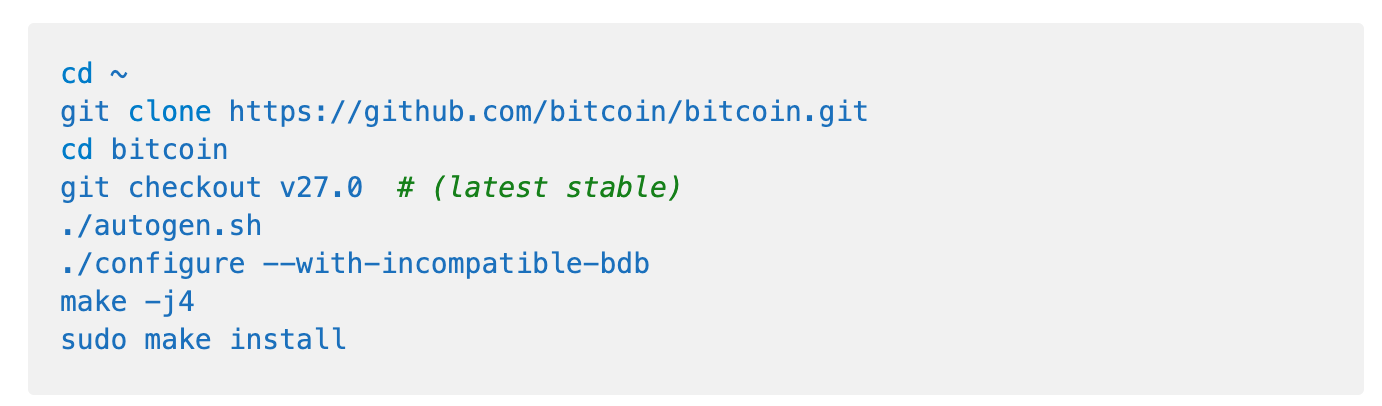 cd ~
git clone https://github.com/bitcoin/bitcoin.git
cd bitcoin
git checkout v27.0  # (latest stable)
./autogen.sh
./configure --with-incompatible-bdb
make -j4
sudo make install